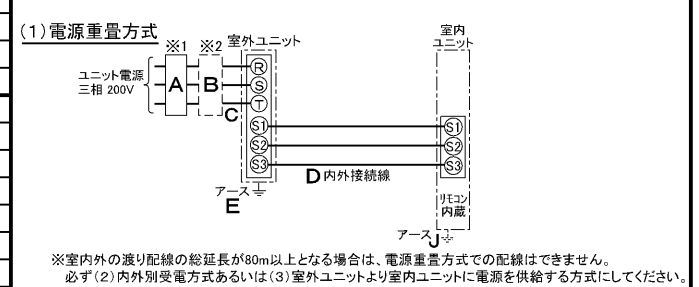 (1)電源重畳方式
※1 ※2 室外ユニット
室内
ユニット
ユニット電源
三相 200V
A
B
C
R
S
T
S1
S2
S3
S1
S2
S3
D 内外接続線
アース
E
リモコン
内蔵
アース J
※室内外の渡り配線の総延長が80m以上となる場合は、電源重畳方式での配線はできません。
必ず(2)内外別受電方式あるいは(3)室外ユニットより室内ユニットに電源を供給する方式にしてください。